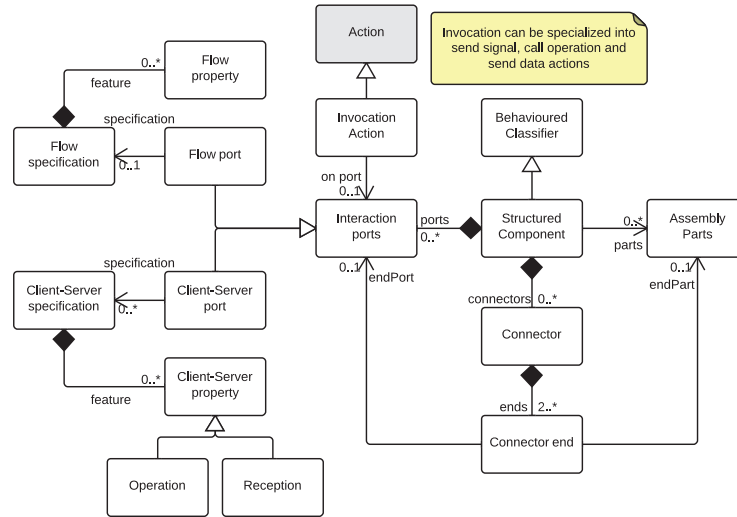 Action
Invocation can be specialized into
send signal, call operation and
send data actions
0..*
Flow
property
feature
Invocation
Action
Behavioured
Classifier
specification
Flow
specification
0..1
Flow port
on port
0..1
Interaction
ports
ports
0..*
Structured
Component
0..*
parts
Assembly
Parts
specification
0..1
endPort
0..1
endPart
Client-Server
specification
0..*
Client-Server
port
connectors
0..*
Connector
0..*
feature
Client-Server
property
ends
2..*
Connector end
Operation
Reception